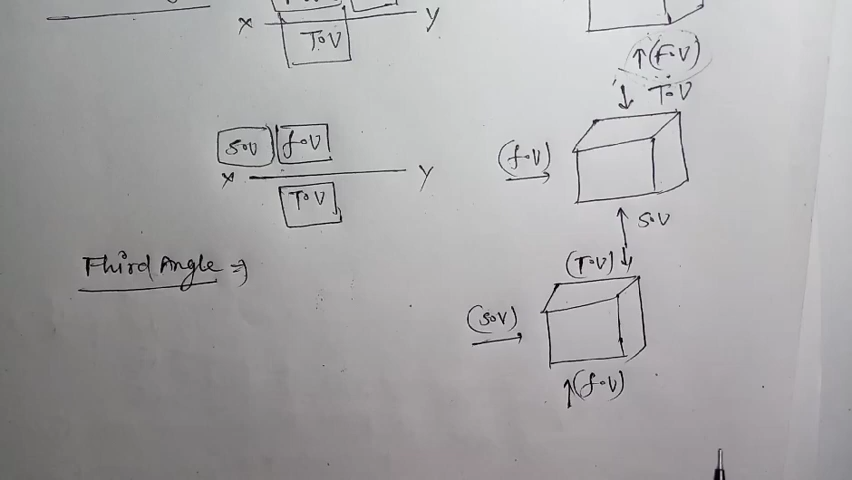 X Y
T.V
↑(F.V)
↓ T.V
S.V F.V
X Y
T.V
(F.V)
→
↑ S.V
Third Angle ⇒
(T.V)↓
(S.V)
→
↑(F.V)